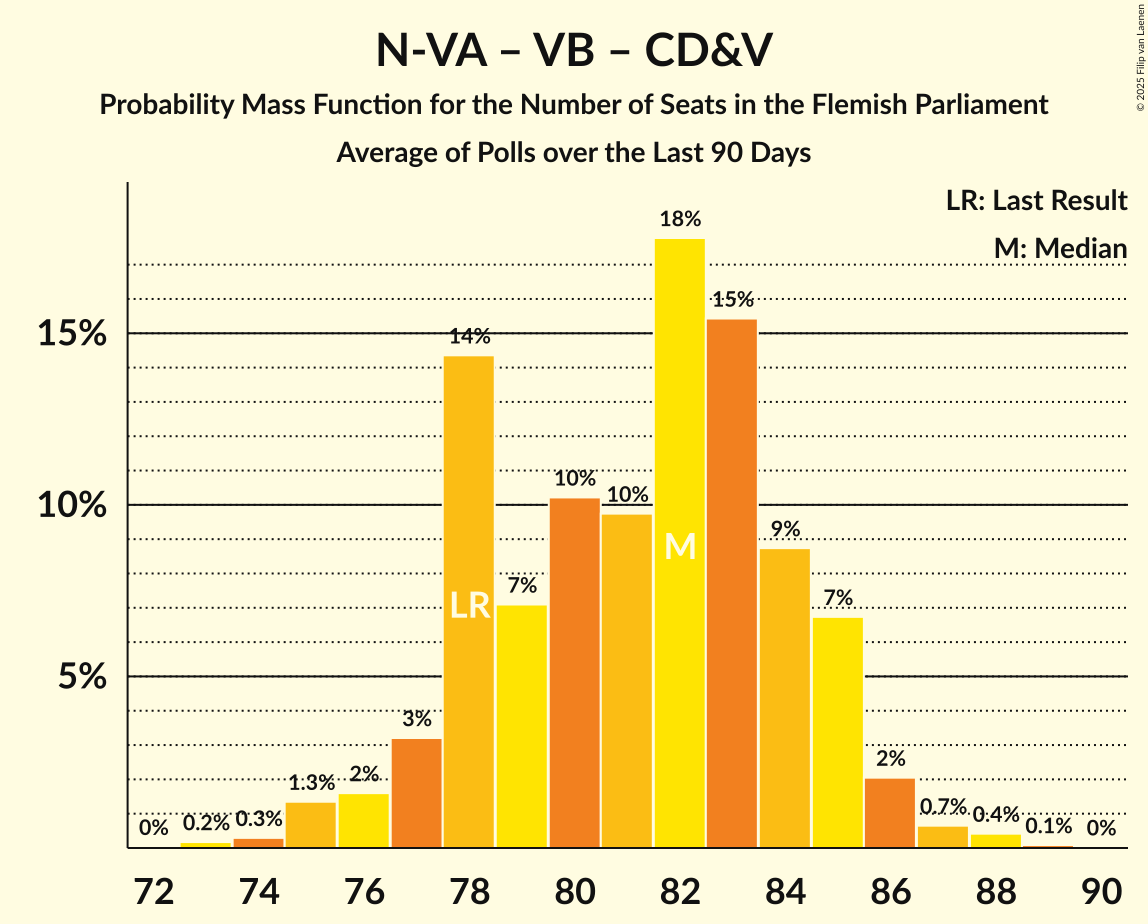 N-VA – VB – CD&V
Probability Mass Function for the Number of Seats in the Flemish Parliament
Average of Polls over the Last 90 Days
© 2025 Filip van Laenen
LR: Last Result
M: Median
18%
15%
15%
14%
10%
10%
10%
M
9%
7%
LR
7%
5%
3%
2%
2%
1.3%
0.7%
0.4%
0.3%
0.2%
0%
0.1%
0%
72 74 76 78 80 82 84 86 88 90